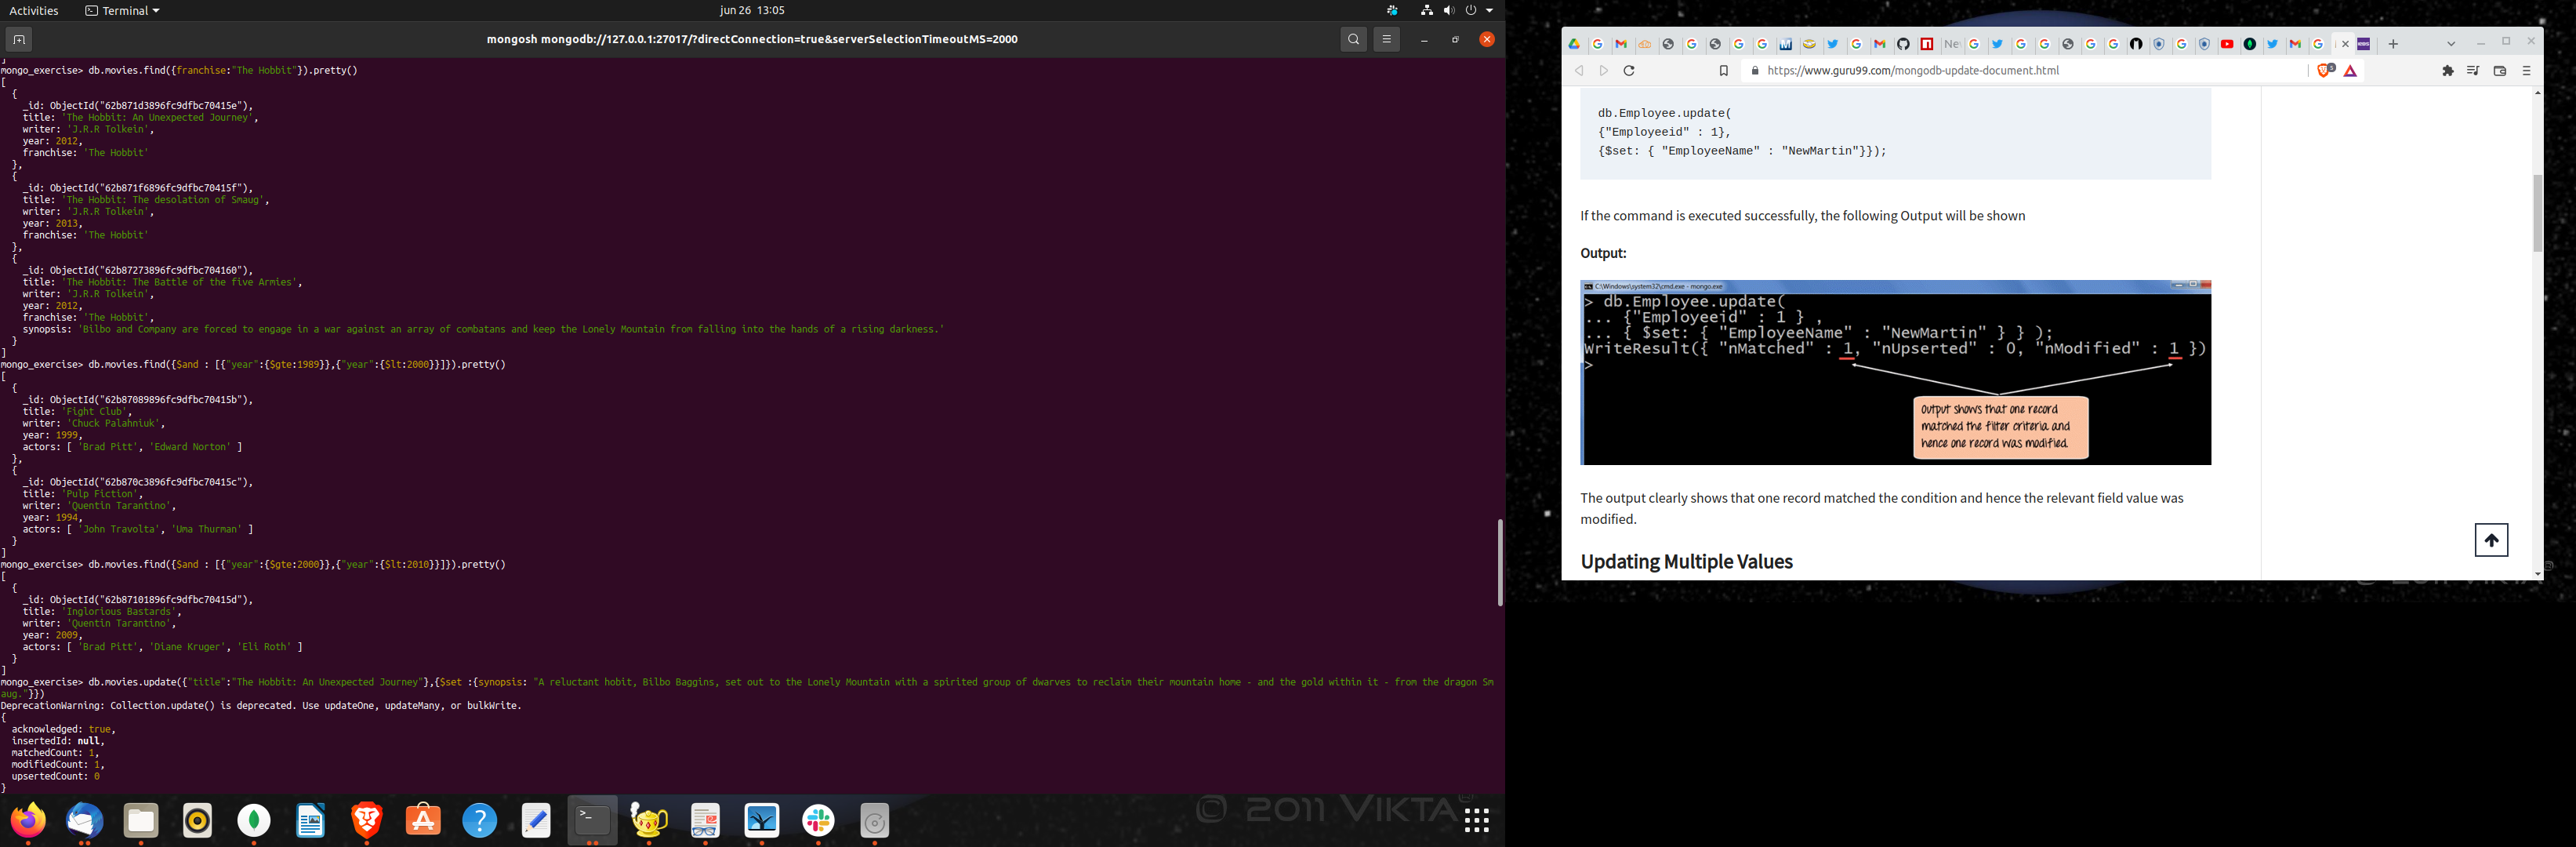 Activities
Terminal
jun 26 13:05
mongosh mongodb://127.0.0.1:27017/?directConnection=true&serverSelectionTimeoutMS=2000
]
mongo_exercise> db.movies.find({franchise:"The Hobbit"}).pretty()
[
{
_id: ObjectId("62b871d3896fc9dfbc70415e"),
title: 'The Hobbit: An Unexpected Journey',
writer: 'J.R.R Tolkein',
year: 2012,
franchise: 'The Hobbit'
},
{
_id: ObjectId("62b871f6896fc9dfbc70415f"),
title: 'The Hobbit: The desolation of Smaug',
writer: 'J.R.R Tolkein',
year: 2013,
franchise: 'The Hobbit'
},
{
_id: ObjectId("62b87273896fc9dfbc704160"),
title: 'The Hobbit: The Battle of the five Armies',
writer: 'J.R.R Tolkein',
year: 2012,
franchise: 'The Hobbit',
synopsis: 'Bilbo and Company are forced to engage in a war against an array of combatans and keep the Lonely Mountain from falling into the hands of a rising darkness.'
}
]
mongo_exercise> db.movies.find({$and : [{"year":{$gte:1989}},{"year":{$lt:2000}}]}).pretty()
[
{
_id: ObjectId("62b87089896fc9dfbc70415b"),
title: 'Fight Club',
writer: 'Chuck Palahniuk',
year: 1999,
actors: [ 'Brad Pitt', 'Edward Norton' ]
},
{
_id: ObjectId("62b870c3896fc9dfbc70415c"),
title: 'Pulp Fiction',
writer: 'Quentin Tarantino',
year: 1994,
actors: [ 'John Travolta', 'Uma Thurman' ]
}
]
mongo_exercise> db.movies.find({$and : [{"year":{$gte:2000}},{"year":{$lt:2010}}]}).pretty()
[
{
_id: ObjectId("62b87101896fc9dfbc70415d"),
title: 'Inglorious Bastards',
writer: 'Quentin Tarantino',
year: 2009,
actors: [ 'Brad Pitt', 'Diane Kruger', 'Eli Roth' ]
}
]
mongo_exercise> db.movies.update({"title":"The Hobbit: An Unexpected Journey"},{$set :{synopsis: "A reluctant hobit, Bilbo Baggins, set out to the Lonely Mountain with a spirited group of dwarves to reclaim their mountain home - and the gold within it - from the dragon Sm
aug."}})
DeprecationWarning: Collection.update() is deprecated. Use updateOne, updateMany, or bulkWrite.
{
acknowledged: true,
insertedId: null,
matchedCount: 1,
modifiedCount: 1,
upsertedCount: 0
}
© 2011 VIKTA
Ne
https://www.guru99.com/mongodb-update-document.html
db.Employee.update(
{"Employeeid" : 1},
{$set: { "EmployeeName" : "NewMartin"}});
If the command is executed successfully, the following Output will be shown
Output:
C:\Windows\system32\cmd.exe - mongo.exe
> db.Employee.update(
... {"Employeeid" : 1 } ,
... { $set: { "EmployeeName" : "NewMartin" } } );
WriteResult({ "nMatched" : 1, "nUpserted" : 0, "nModified" : 1 })
>
Output shows that one record
matched the filter criteria and
hence one record was modified.
The output clearly shows that one record matched the condition and hence the relevant field value was
modified.
Updating Multiple Values